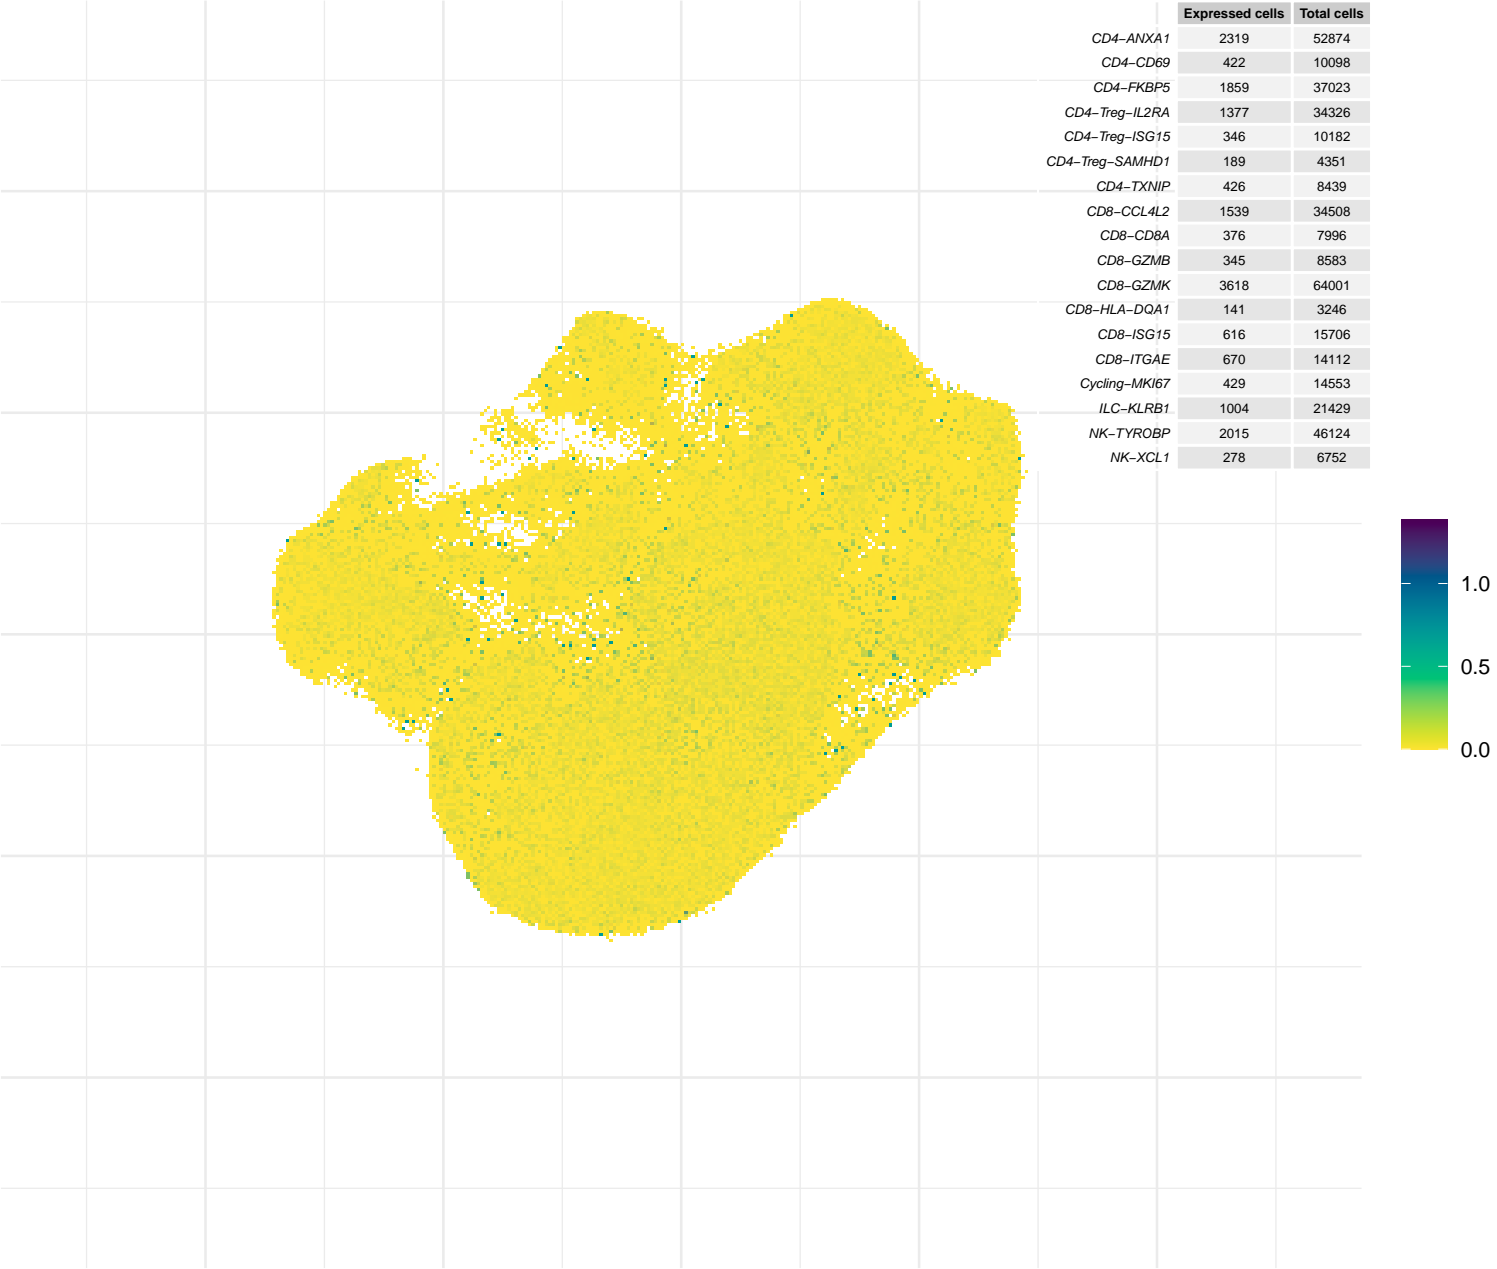 Expressed cells Total cells
CD4−ANXA1 2319 52874
CD4−CD69 422 10098
CD4−FKBP5 1859 37023
CD4−Treg−IL2RA 1377 34326
CD4−Treg−ISG15 346 10182
CD4−Treg−SAMHD1 189 4351
CD4−TXNIP 426 8439
CD8−CCL4L2 1539 34508
CD8−CD8A 376 7996
CD8−GZMB 345 8583
CD8−GZMK 3618 64001
CD8−HLA−DQA1 141 3246
CD8−ISG15 616 15706
CD8−ITGAE 670 14112
Cycling−MKI67 429 14553
ILC−KLRB1 1004 21429
NK−TYROBP 2015 46124
NK−XCL1 278 6752
1.0
0.5
0.0